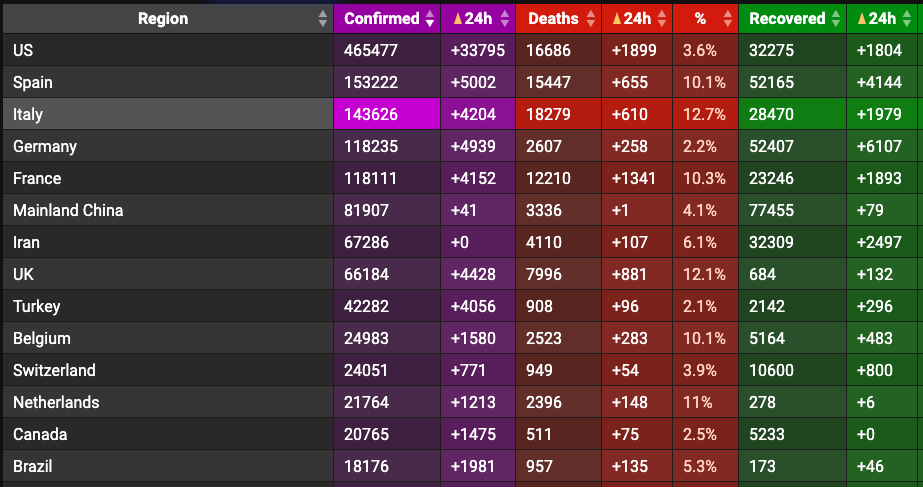 Region Confirmed ▲24h Deaths ▲24h % Recovered ▲24h
US 465477 +33795 16686 +1899 3.6% 32275 +1804
Spain 153222 +5002 15447 +655 10.1% 52165 +4144
Italy 143626 +4204 18279 +610 12.7% 28470 +1979
Germany 118235 +4939 2607 +258 2.2% 52407 +6107
France 118111 +4152 12210 +1341 10.3% 23246 +1893
Mainland China 81907 +41 3336 +1 4.1% 77455 +79
Iran 67286 +0 4110 +107 6.1% 32309 +2497
UK 66184 +4428 7996 +881 12.1% 684 +132
Turkey 42282 +4056 908 +96 2.1% 2142 +296
Belgium 24983 +1580 2523 +283 10.1% 5164 +483
Switzerland 24051 +771 949 +54 3.9% 10600 +800
Netherlands 21764 +1213 2396 +148 11% 278 +6
Canada 20765 +1475 511 +75 2.5% 5233 +0
Brazil 18176 +1981 957 +135 5.3% 173 +46